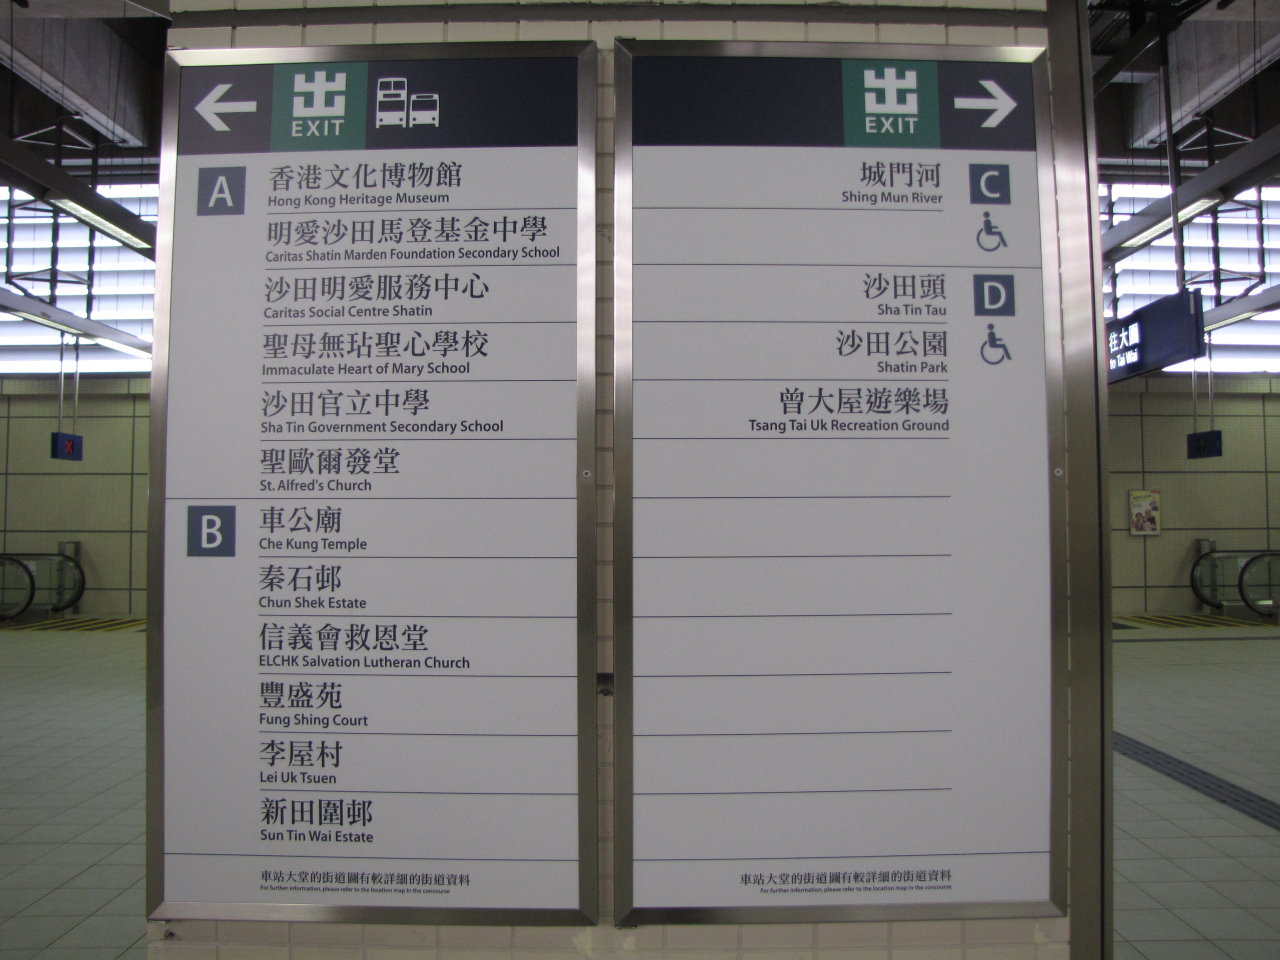 出
EXIT
A
香港文化博物館
Hong Kong Heritage Museum
明愛沙田馬登基金中學
Caritas Shatin Marden Foundation Secondary School
沙田明愛服務中心
Caritas Social Centre Shatin
聖母無玷聖心學校
Immaculate Heart of Mary School
沙田官立中學
Sha Tin Government Secondary School
聖歐爾發堂
St. Alfred's Church
B
車公廟
Che Kung Temple
秦石邨
Chun Shek Estate
信義會救恩堂
ELCHK Salvation Lutheran Church
豐盛苑
Fung Shing Court
李屋村
Lei Uk Tsuen
新田圍邨
Sun Tin Wai Estate
車站大堂的街道圖有較詳細的街道資料
For further information, please refer to the location map in the concourse
出
EXIT
城門河
Shing Mun River
C
沙田頭
Sha Tin Tau
D
沙田公園
Shatin Park
曾大屋遊樂場
Tsang Tai Uk Recreation Ground
車站大堂的街道圖有較詳細的街道資料
For further information, please refer to the location map in the concourse
往大圍
to Tai Wai